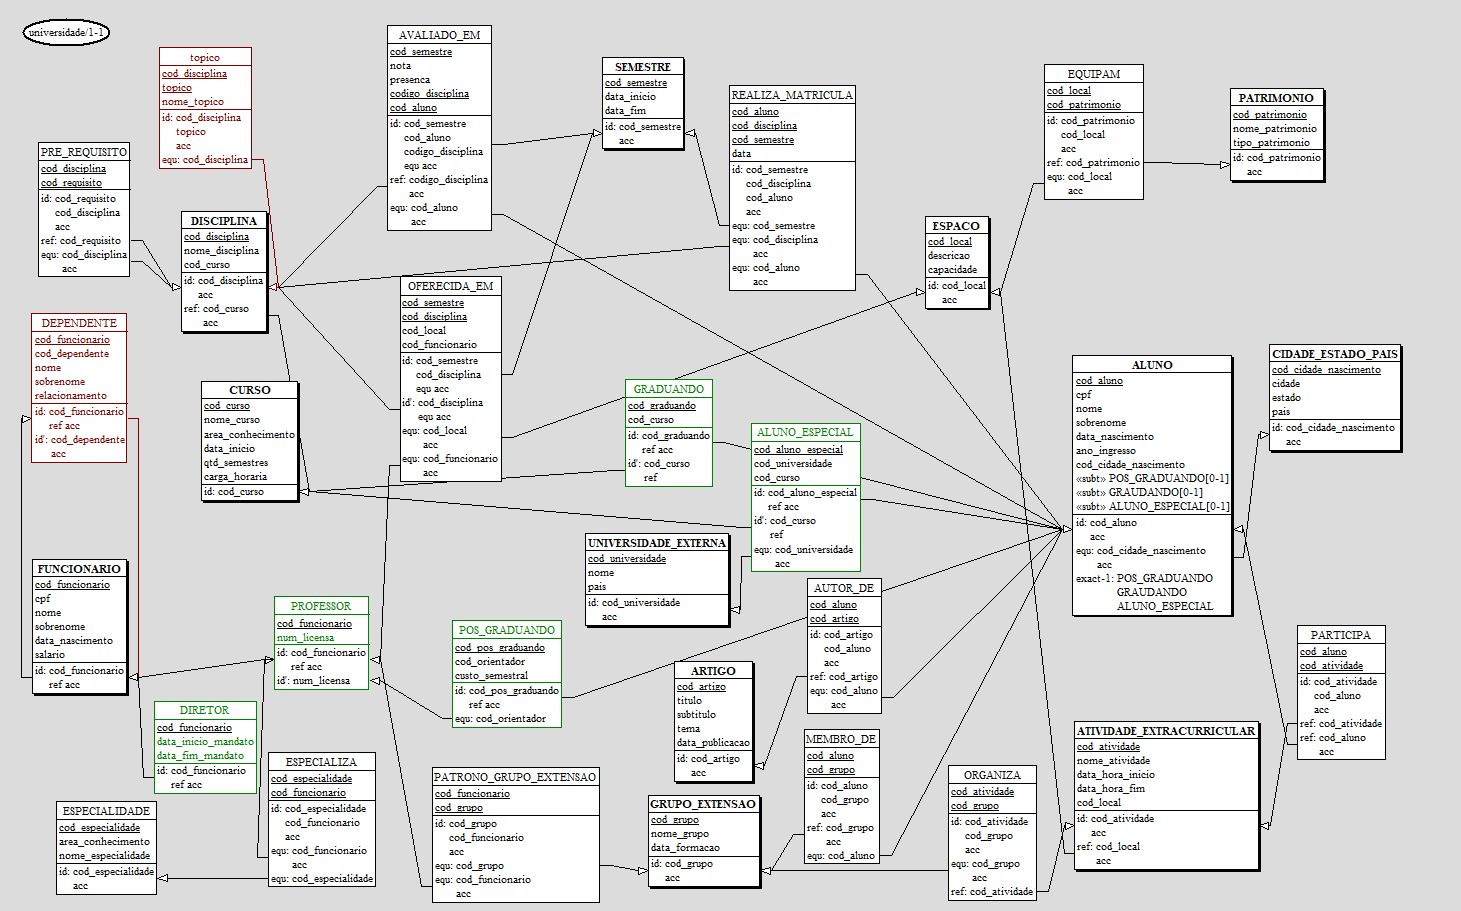 universidade/1-1
topico
cod_disciplina
topico
nome_topico
id: cod_disciplina
topico
acc
equ: cod_disciplina
AVALIADO_EM
cod_semestre
nota
presenca
codigo_disciplina
cod_aluno
id: cod_semestre
cod_aluno
codigo_disciplina
equ acc
ref: codigo_disciplina
acc
equ: cod_aluno
acc
SEMESTRE
cod_semestre
data_inicio
data_fim
id: cod_semestre
acc
REALIZA_MATRICULA
cod_aluno
cod_disciplina
cod_semestre
data
id: cod_semestre
cod_disciplina
cod_aluno
acc
equ: cod_semestre
equ: cod_disciplina
acc
equ: cod_aluno
acc
EQUIPAM
cod_local
cod_patrimonio
id: cod_patrimonio
cod_local
acc
ref: cod_patrimonio
equ: cod_local
acc
PATRIMONIO
cod_patrimonio
nome_patrimonio
tipo_patrimonio
id: cod_patrimonio
acc
PRE_REQUISITO
cod_disciplina
cod_requisito
id: cod_requisito
cod_disciplina
acc
ref: cod_requisito
equ: cod_disciplina
acc
DISCIPLINA
cod_disciplina
nome_disciplina
cod_curso
id: cod_disciplina
acc
ref: cod_curso
acc
ESPACO
cod_local
descricao
capacidade
id: cod_local
acc
OFERECIDA_EM
cod_semestre
cod_disciplina
cod_local
cod_funcionario
id: cod_semestre
cod_disciplina
equ acc
id': cod_disciplina
equ acc
equ: cod_local
acc
equ: cod_funcionario
acc
DEPENDENTE
cod_funcionario
cod_dependente
nome
sobrenome
relacionamento
id: cod_funcionario
ref acc
id': cod_dependente
acc
CURSO
cod_curso
nome_curso
area_conhecimento
data_inicio
qtd_semestres
carga_horaria
id: cod_curso
GRADUANDO
cod_graduando
cod_curso
id: cod_graduando
ref acc
id': cod_curso
ref
ALUNO_ESPECIAL
cod_aluno_especial
cod_universidade
cod_curso
id: cod_aluno_especial
ref acc
id': cod_curso
ref
equ: cod_universidade
acc
ALUNO
cod_aluno
cpf
nome
sobrenome
data_nascimento
ano_ingresso
cod_cidade_nascimento
«subt» POS_GRADUANDO[0-1]
«subt» GRAUDANDO[0-1]
«subt» ALUNO_ESPECIAL[0-1]
id: cod_aluno
acc
equ: cod_cidade_nascimento
acc
exact-1: POS_GRADUANDO
GRAUDANDO
ALUNO_ESPECIAL
CIDADE_ESTADO_PAIS
cod_cidade_nascimento
cidade
estado
pais
id: cod_cidade_nascimento
acc
UNIVERSIDADE_EXTERNA
cod_universidade
nome
pais
id: cod_universidade
acc
FUNCIONARIO
cod_funcionario
cpf
nome
sobrenome
data_nascimento
salario
id: cod_funcionario
ref acc
PROFESSOR
cod_funcionario
num_licensa
id: cod_funcionario
ref acc
id': num_licensa
POS_GRADUANDO
cod_pos_graduando
cod_orientador
custo_semestral
id: cod_pos_graduando
ref acc
equ: cod_orientador
AUTOR_DE
cod_aluno
cod_artigo
id: cod_artigo
cod_aluno
acc
ref: cod_artigo
equ: cod_aluno
acc
ARTIGO
cod_artigo
titulo
subtitulo
tema
data_publicacao
id: cod_artigo
acc
PARTICIPA
cod_aluno
cod_atividade
id: cod_atividade
cod_aluno
acc
ref: cod_atividade
ref: cod_aluno
acc
DIRETOR
cod_funcionario
data_inicio_mandato
data_fim_mandato
id: cod_funcionario
ref acc
ESPECIALIZA
cod_especialidade
cod_funcionario
id: cod_especialidade
cod_funcionario
acc
equ: cod_funcionario
acc
equ: cod_especialidade
ESPECIALIDADE
cod_especialidade
area_conhecimento
nome_especialidade
id: cod_especialidade
acc
PATRONO_GRUPO_EXTENSAO
cod_funcionario
cod_grupo
id: cod_grupo
cod_funcionario
acc
equ: cod_grupo
equ: cod_funcionario
acc
GRUPO_EXTENSAO
cod_grupo
nome_grupo
data_formacao
id: cod_grupo
acc
MEMBRO_DE
cod_aluno
cod_grupo
id: cod_aluno
cod_grupo
acc
ref: cod_grupo
acc
equ: cod_aluno
ORGANIZA
cod_atividade
cod_grupo
id: cod_atividade
cod_grupo
acc
equ: cod_grupo
acc
ref: cod_atividade
ATIVIDADE_EXTRACURRICULAR
cod_atividade
nome_atividade
data_hora_inicio
data_hora_fim
cod_local
id: cod_atividade
acc
ref: cod_local
acc